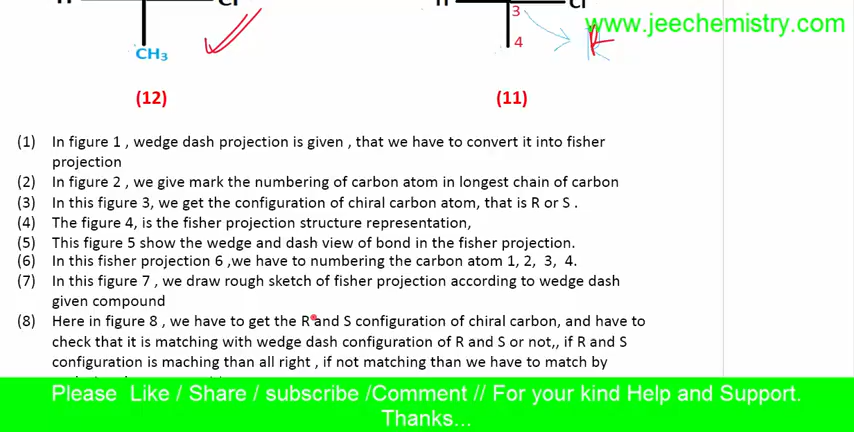 H Cl H Cl
3
www.jeechemistry.com
4 R
CH₃
(12) (11)
(1) In figure 1 , wedge dash projection is given , that we have to convert it into fisher
projection
(2) In figure 2 , we give mark the numbering of carbon atom in longest chain of carbon
(3) In this figure 3, we get the configuration of chiral carbon atom, that is R or S .
(4) The figure 4, is the fisher projection structure representation,
(5) This figure 5 show the wedge and dash view of bond in the fisher projection.
(6) In this fisher projection 6 ,we have to numbering the carbon atom 1, 2, 3, 4.
(7) In this figure 7 , we draw rough sketch of fisher projection according to wedge dash
given compound
(8) Here in figure 8 , we have to get the R and S configuration of chiral carbon, and have to
check that it is matching with wedge dash configuration of R and S or not,, if R and S
configuration is maching than all right , if not matching than we have to match by
Please Like / Share / subscribe /Comment // For your kind Help and Support.
Thanks...